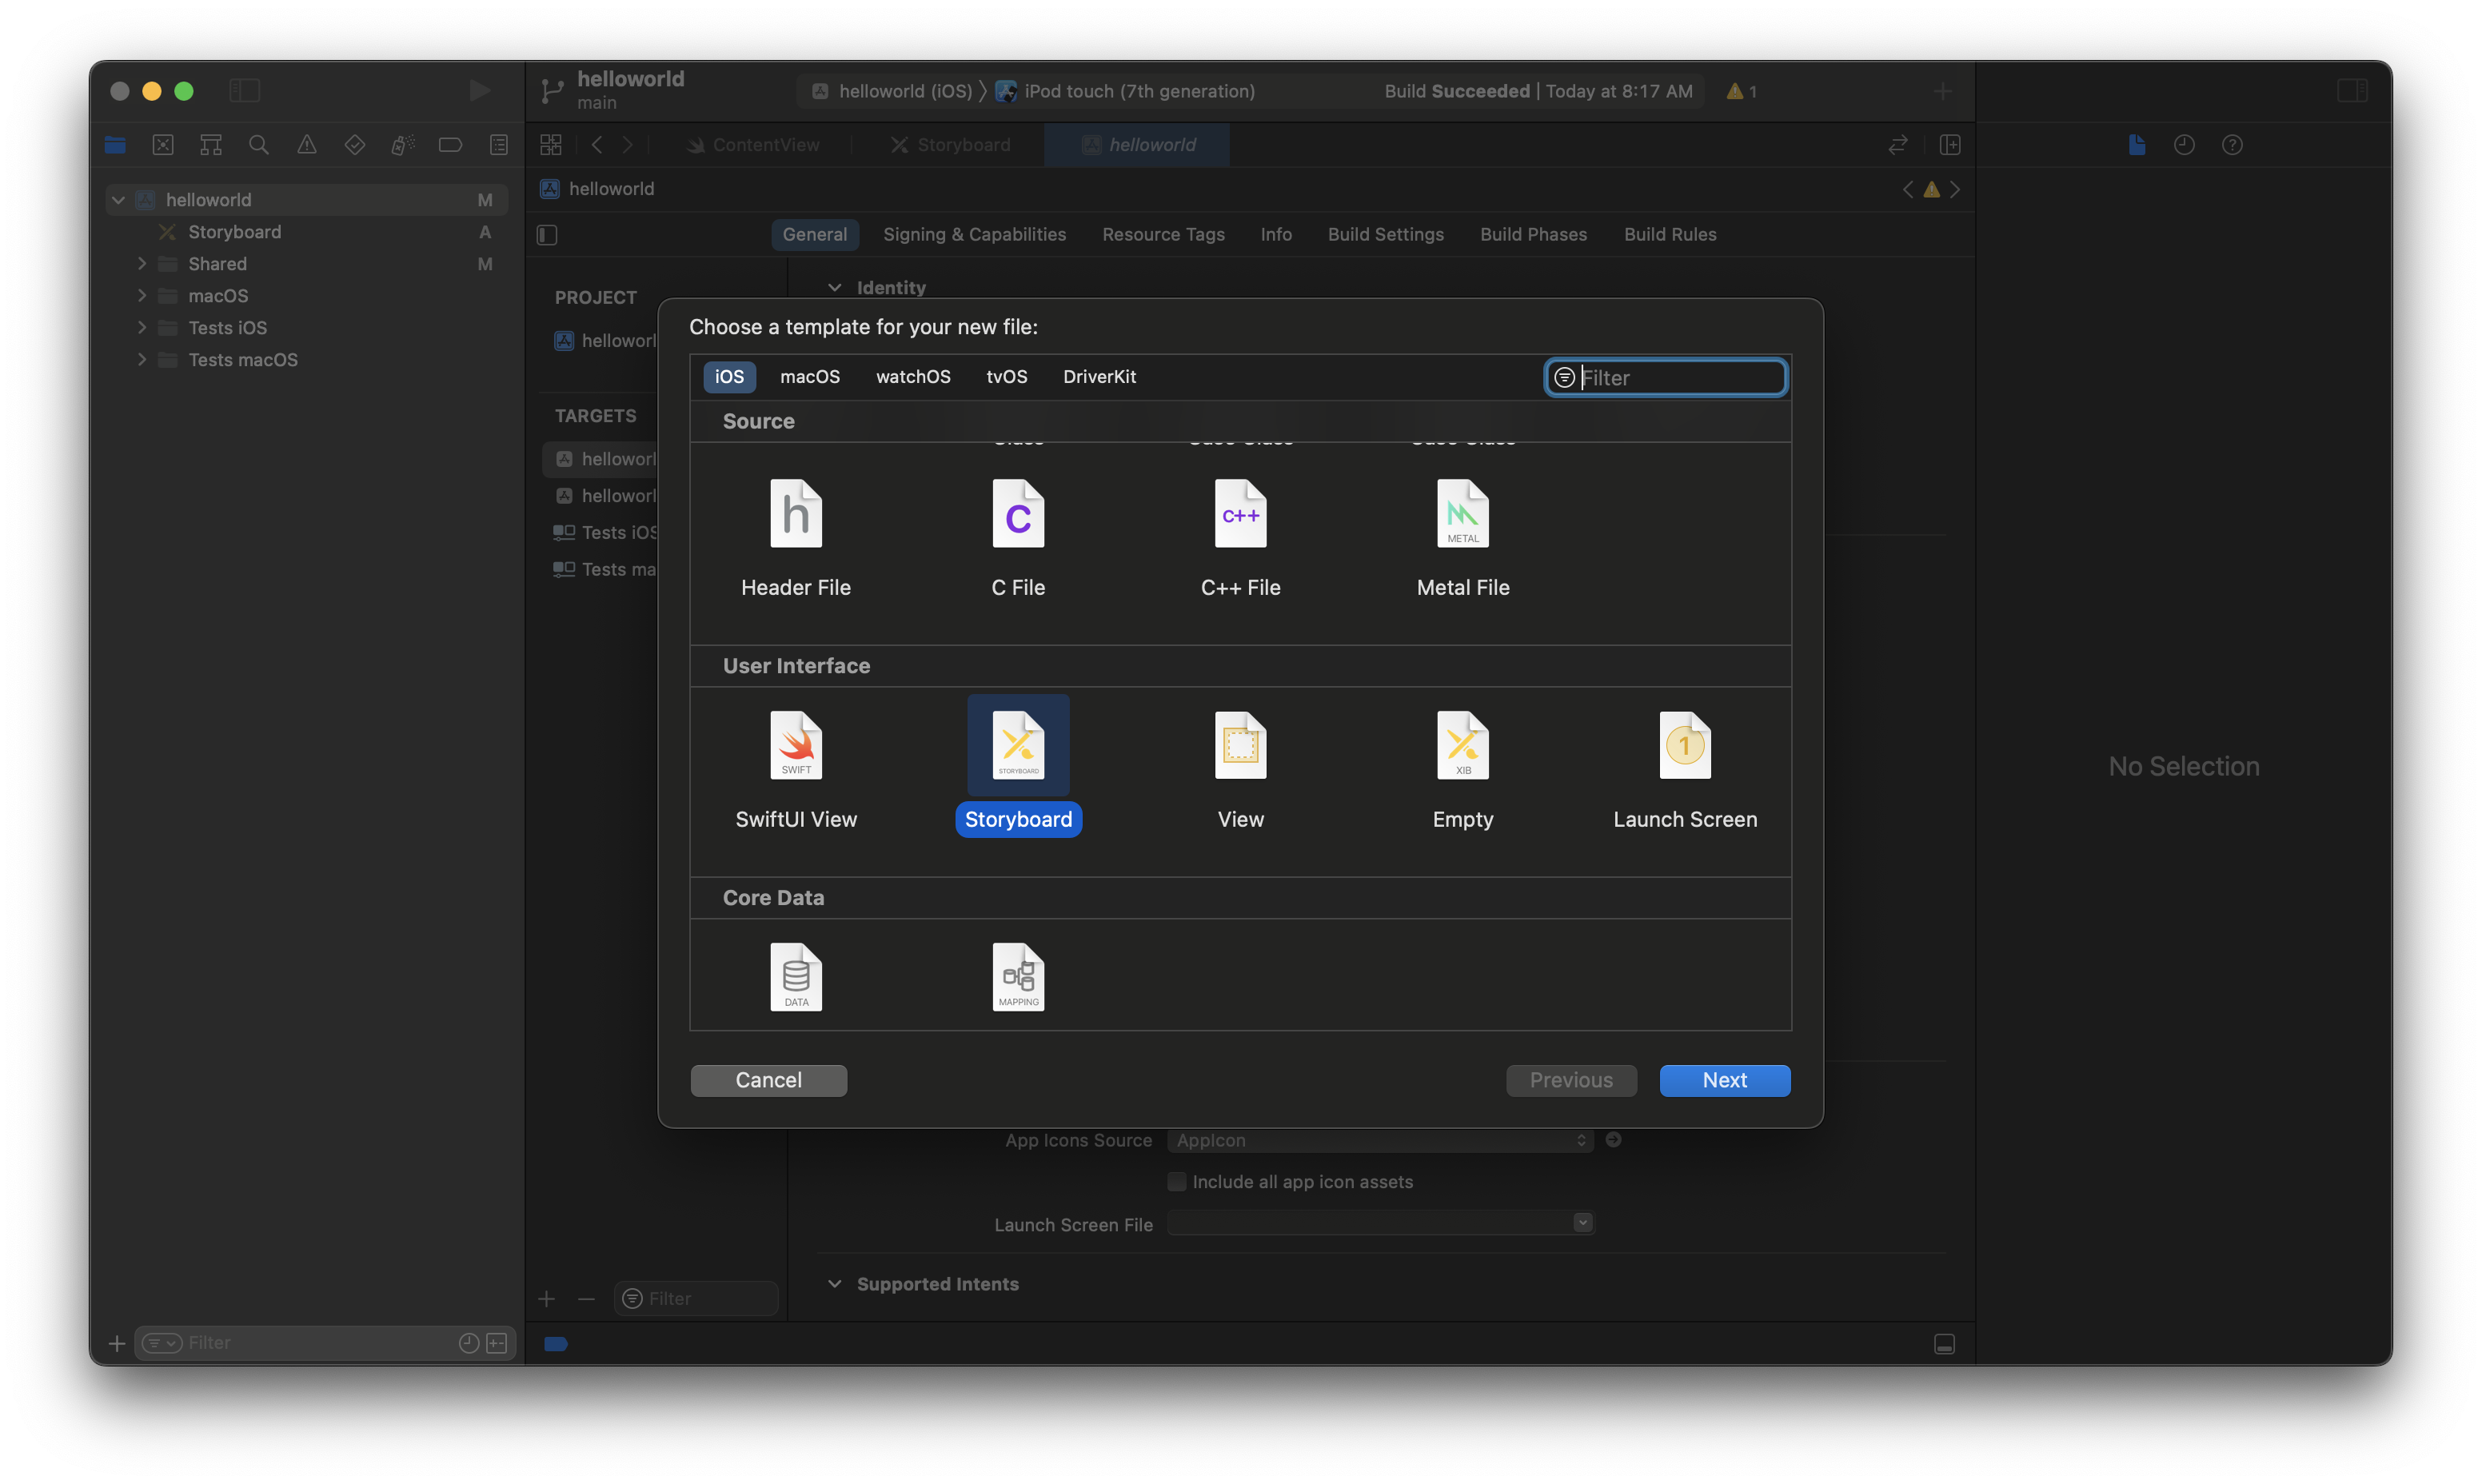 helloworld
main
helloworld (iOS) 〉 iPod touch (7th generation)
Build Succeeded | Today at 8:17 AM
1
ContentView
Storyboard
helloworld
helloworld M
Storyboard A
Shared M
macOS
Tests iOS
Tests macOS
helloworld
General Signing & Capabilities Resource Tags Info Build Settings Build Phases Build Rules
PROJECT
helloworl
TARGETS
helloworl
helloworl
Tests iOS
Tests ma
Identity
Choose a template for your new file:
iOS macOS watchOS tvOS DriverKit
Filter
Source
h
C
C++
METAL
Header File
C File
C++ File
Metal File
User Interface
SWIFT
STORYBOARD
XIB
1
SwiftUI View
Storyboard
View
Empty
Launch Screen
Core Data
DATA
MAPPING
Cancel
Previous
Next
App Icons Source AppIcon
Include all app icon assets
Launch Screen File
Supported Intents
Filter
Filter
No Selection